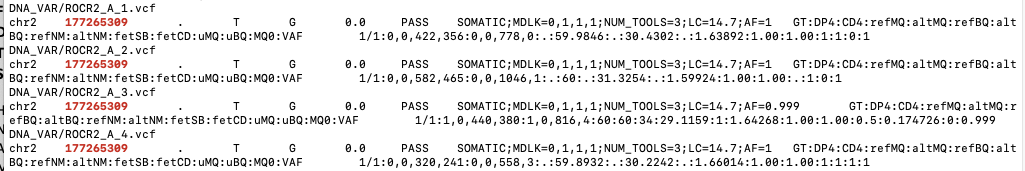 DNA_VAR/ROCR2_A_1.vcf
chr2 177265309 . T G 0.0 PASS SOMATIC;MDLK=0,1,1,1;NUM_TOOLS=3;LC=14.7;AF=1 GT:DP4:CD4:refMQ:altMQ:refBQ:alt
BQ:refNM:altNM:fetSB:fetCD:uMQ:uBQ:MQ0:VAF 1/1:0,0,422,356:0,0,778,0:.:59.9846:.:30.4302:.:1.63892:1.00:1.00:1:1:0:1
DNA_VAR/ROCR2_A_2.vcf
chr2 177265309 . T G 0.0 PASS SOMATIC;MDLK=0,1,1,1;NUM_TOOLS=3;LC=14.7;AF=1 GT:DP4:CD4:refMQ:altMQ:refBQ:alt
BQ:refNM:altNM:fetSB:fetCD:uMQ:uBQ:MQ0:VAF 1/1:0,0,582,465:0,0,1046,1:.:60:.:31.3254:.:1.59924:1.00:1.00:.:1:0:1
DNA_VAR/ROCR2_A_3.vcf
chr2 177265309 . T G 0.0 PASS SOMATIC;MDLK=0,1,1,1;NUM_TOOLS=3;LC=14.7;AF=0.999 GT:DP4:CD4:refMQ:altMQ:r
efBQ:altBQ:refNM:altNM:fetSB:fetCD:uMQ:uBQ:MQ0:VAF 1/1:1,0,440,380:1,0,816,4:60:60:34:29.1159:1:1.64268:1.00:1.00:0.5:0.174726:0:0.999
DNA_VAR/ROCR2_A_4.vcf
chr2 177265309 . T G 0.0 PASS SOMATIC;MDLK=0,1,1,1;NUM_TOOLS=3;LC=14.7;AF=1 GT:DP4:CD4:refMQ:altMQ:refBQ:alt
BQ:refNM:altNM:fetSB:fetCD:uMQ:uBQ:MQ0:VAF 1/1:0,0,320,241:0,0,558,3:.:59.8932:.:30.2242:.:1.66014:1.00:1.00:1:1:1:1